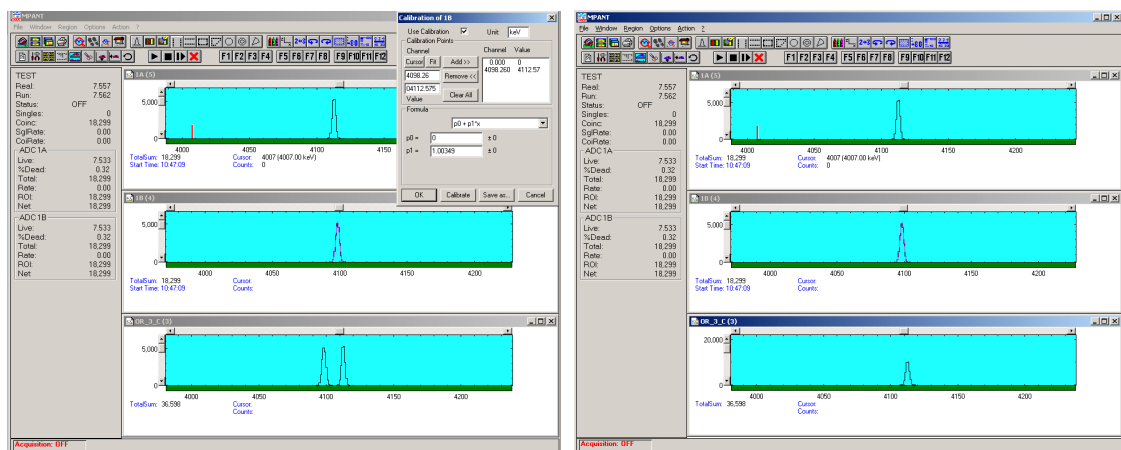 MPANT
File Window Region Options Action ?
F1 F2 F3 F4 F5 F6 F7 F8 F9 F10 F11 F12
TEST
Real: 7.557
Run: 7.562
Status: OFF
Singles: 0
Coinc: 18,299
SglRate: 0.00
CoiRate: 0.00
ADC1A
Live: 7.533
%Dead: 0.32
Total: 18,299
Rate: 0.00
ROI: 18,299
Net: 18,299
ADC1B
Live: 7.533
%Dead: 0.32
Total: 18,299
Rate: 0.00
ROI: 18,299
Net: 18,299
1A (5)
5,000
0
4000 4050 4100 4150
TotalSum: 18,299 Cursor: 4007 (4007.00 keV)
Start Time: 10:47:09 Counts: 0
1B (4)
5,000
0
4000 4050 4100 4150 4200
TotalSum: 18,299 Cursor:
Start Time: 10:47:09 Counts:
OR_3_C (3)
5,000
0
4000 4050 4100 4150 4200
TotalSum: 36,598 Cursor:
Counts:
Acquisition: OFF
Calibration of 1B
Use Calibration Unit keV
Calibration Points
Channel Channel Value
Cursor Fit Add >> 0.000 0
4098.26 Remove << 4098.260 4112.57
04112.575 Clear All
Value
Formula
p0 + p1*x
p0 = 0 ± 0
p1 = 1.00349 ± 0
OK Calibrate Save as... Cancel
MPANT
File Window Region Options Action ?
F1 F2 F3 F4 F5 F6 F7 F8 F9 F10 F11 F12
TEST
Real: 7.557
Run: 7.562
Status: OFF
Singles: 0
Coinc: 18,299
SglRate: 0.00
CoiRate: 0.00
ADC1A
Live: 7.533
%Dead: 0.32
Total: 18,299
Rate: 0.00
ROI: 18,299
Net: 18,299
ADC1B
Live: 7.533
%Dead: 0.32
Total: 18,299
Rate: 0.00
ROI: 18,299
Net: 18,299
1A (5)
5,000
0
4000 4050 4100 4150 4200
TotalSum: 18,299 Cursor: 4007 (4007.00 keV)
Start Time: 10:47:09 Counts: 0
1B (4)
5,000
0
4000 4050 4100 4150 4200
TotalSum: 18,299 Cursor:
Start Time: 10:47:09 Counts:
OR_3_C (3)
20,000
0
4000 4050 4100 4150 4200
TotalSum: 36,598 Cursor:
Counts:
Acquisition: OFF